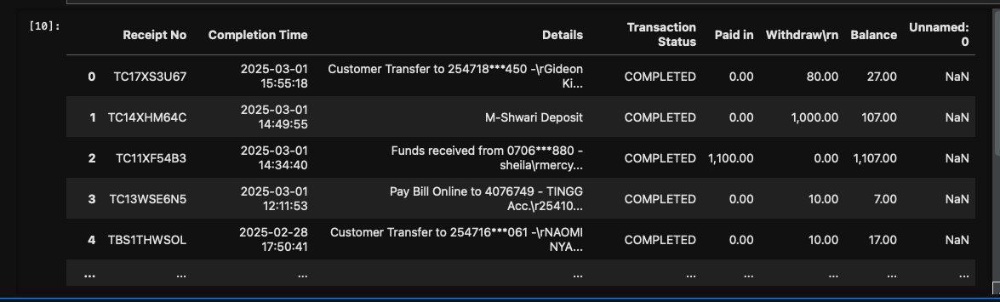 [10]:
Receipt No Completion Time Details Transaction Status Paid in Withdraw\rn Balance Unnamed: 0
0 TC17XS3U67 2025-03-01 15:55:18 Customer Transfer to 254718***450 -\rGideon Ki... COMPLETED 0.00 80.00 27.00 NaN
1 TC14XHM64C 2025-03-01 14:49:55 M-Shwari Deposit COMPLETED 0.00 1,000.00 107.00 NaN
2 TC11XF54B3 2025-03-01 14:34:40 Funds received from 0706***880 - sheila\rmercy... COMPLETED 1,100.00 0.00 1,107.00 NaN
3 TC13WSE6N5 2025-03-01 12:11:53 Pay Bill Online to 4076749 - TINGG Acc.\r25410... COMPLETED 0.00 10.00 7.00 NaN
4 TBS1THWSOL 2025-02-28 17:50:41 Customer Transfer to 254716***061 -\rNAOMI NYA... COMPLETED 0.00 10.00 17.00 NaN
... ... ... ... ... ... ... ... ...